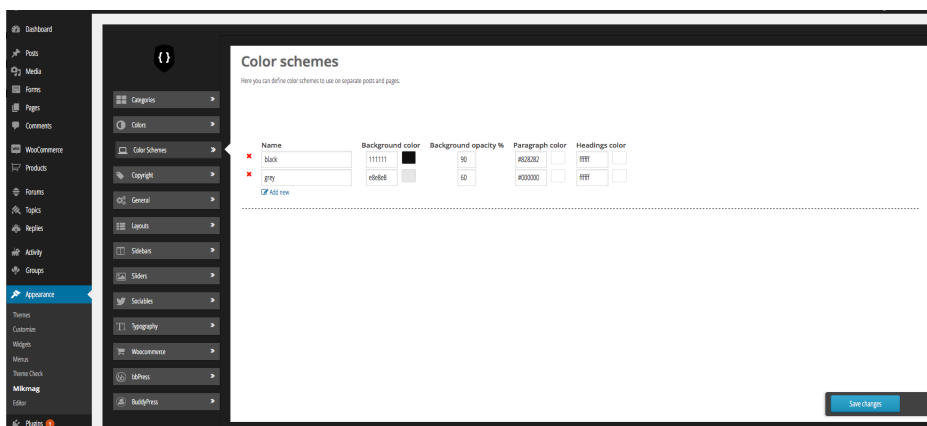 Dashboard
Posts
Media
Forms
Pages
Comments
WooCommerce
Products
Forums
Topics
Replies
Activity
Groups
Appearance
Themes
Customize
Widgets
Menus
Theme Check
Mikmag
Editor
Plugins 1
{ }
Categories »
Colors »
Color Schemes »
Copyright »
General »
Layouts »
Sidebars »
Sliders »
Sociables »
Typography »
Woocommerce »
bbPress »
BuddyPress »
Color schemes
Here you can define color schemes to use on separate posts and pages.
Name Background color Background opacity % Paragraph color Headings color
black 111111 90 #828282 ffffff
grey e8e8e8 60 #000000 ffffff
Add new
Save changes